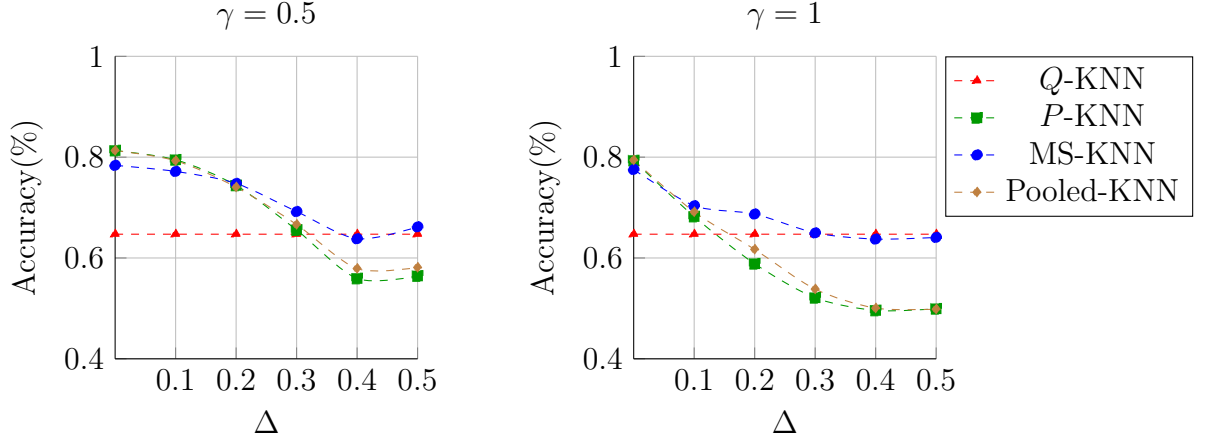 γ = 0.5
1
0.8
0.6
0.4
Accuracy(%)
0.1 0.2 0.3 0.4 0.5
Δ
γ = 1
1
0.8
0.6
0.4
Accuracy(%)
0.1 0.2 0.3 0.4 0.5
Δ
Q-KNN
P-KNN
MS-KNN
Pooled-KNN